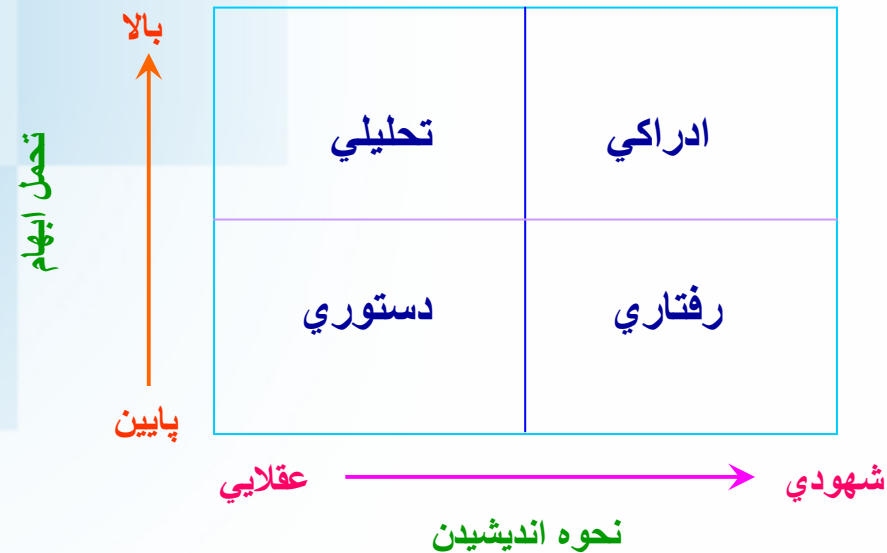 بالا
تحمل ابهام
ادراكي
تحليلي
رفتاري
دستوري
پايين
شهودي
عقلايي
نحوه انديشيدن